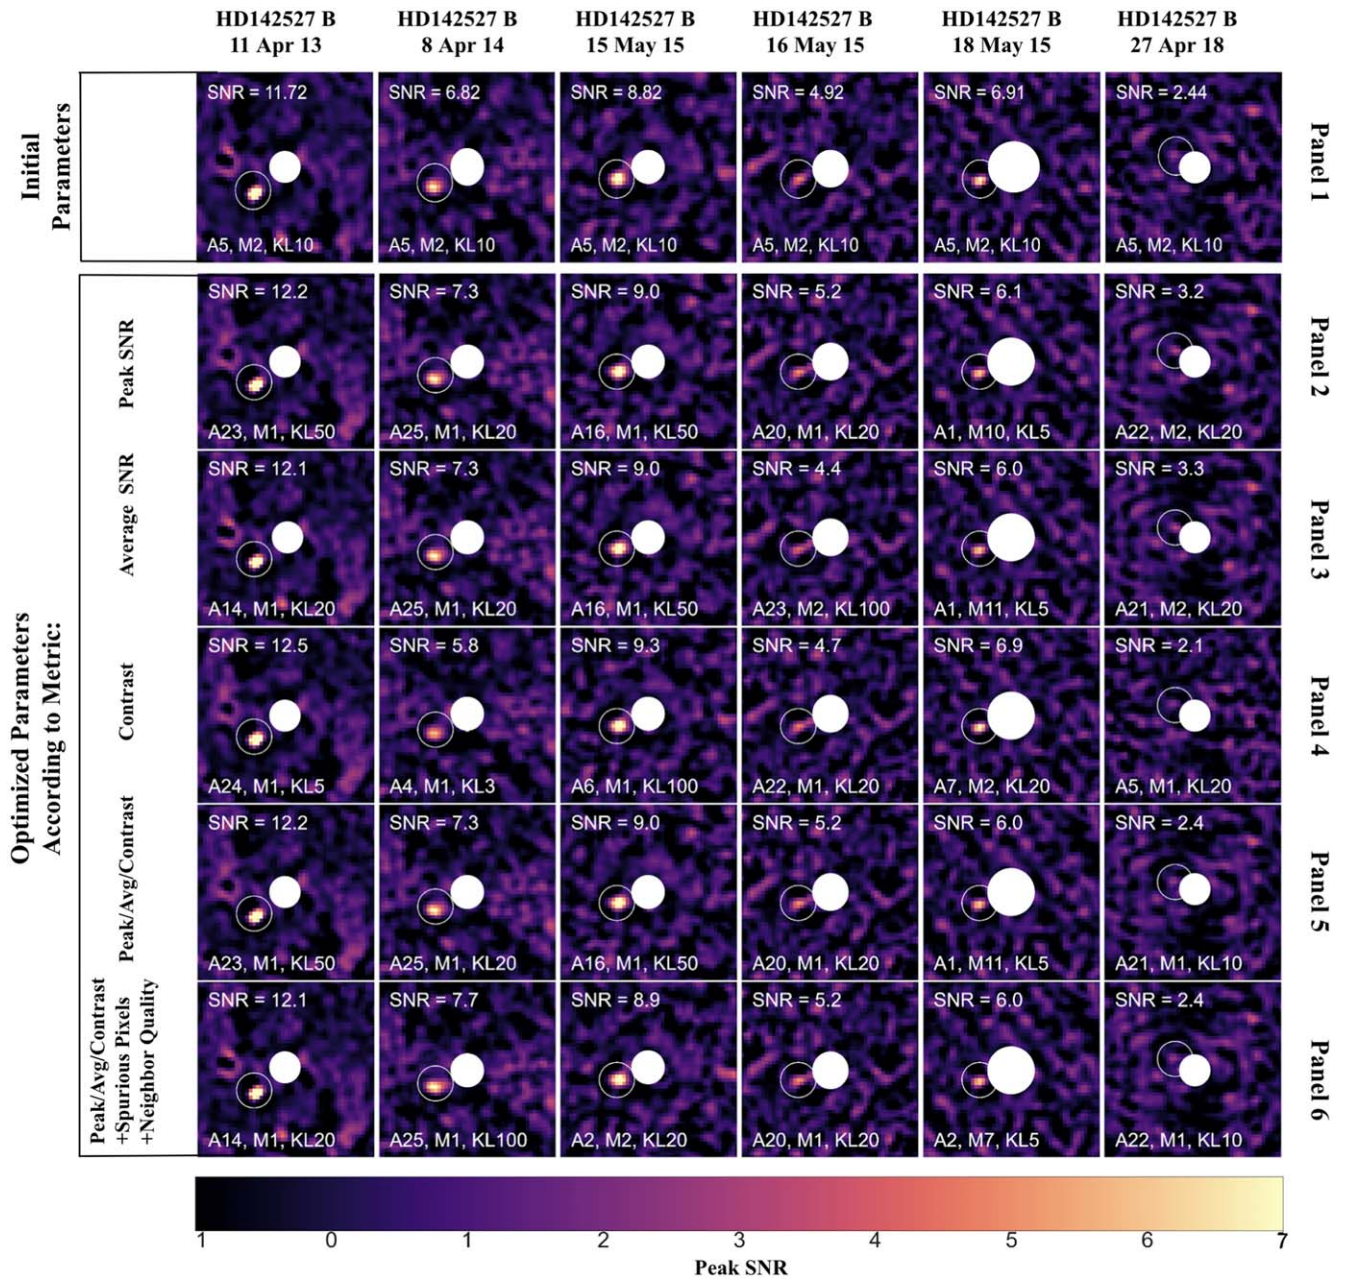 HD142527 B
11 Apr 13
HD142527 B
8 Apr 14
HD142527 B
15 May 15
HD142527 B
16 May 15
HD142527 B
18 May 15
HD142527 B
27 Apr 18
Initial
Parameters
SNR = 11.72
A5, M2, KL10
SNR = 6.82
A5, M2, KL10
SNR = 8.82
A5, M2, KL10
SNR = 4.92
A5, M2, KL10
SNR = 6.91
A5, M2, KL10
SNR = 2.44
A5, M2, KL10
Panel 1
Optimized Parameters
According to Metric:
Peak SNR
SNR = 12.2
A23, M1, KL50
SNR = 7.3
A25, M1, KL20
SNR = 9.0
A16, M1, KL50
SNR = 5.2
A20, M1, KL20
SNR = 6.1
A1, M10, KL5
SNR = 3.2
A22, M2, KL20
Panel 2
Average SNR
SNR = 12.1
A14, M1, KL20
SNR = 7.3
A25, M1, KL20
SNR = 9.0
A16, M1, KL50
SNR = 4.4
A23, M2, KL100
SNR = 6.0
A1, M11, KL5
SNR = 3.3
A21, M2, KL20
Panel 3
Contrast
SNR = 12.5
A24, M1, KL5
SNR = 5.8
A4, M1, KL3
SNR = 9.3
A6, M1, KL100
SNR = 4.7
A22, M1, KL20
SNR = 6.9
A7, M2, KL20
SNR = 2.1
A5, M1, KL20
Panel 4
Peak/Avg/Contrast
SNR = 12.2
A23, M1, KL50
SNR = 7.3
A25, M1, KL20
SNR = 9.0
A16, M1, KL50
SNR = 5.2
A20, M1, KL20
SNR = 6.0
A1, M11, KL5
SNR = 2.4
A21, M1, KL10
Panel 5
Peak/Avg/Contrast
+Spurious Pixels
+Neighbor Quality
SNR = 12.1
A14, M1, KL20
SNR = 7.7
A25, M1, KL100
SNR = 8.9
A2, M2, KL20
SNR = 5.2
A20, M1, KL20
SNR = 6.0
A2, M7, KL5
SNR = 2.4
A22, M1, KL10
Panel 6
1 0 1 2 3 4 5 6 7
Peak SNR